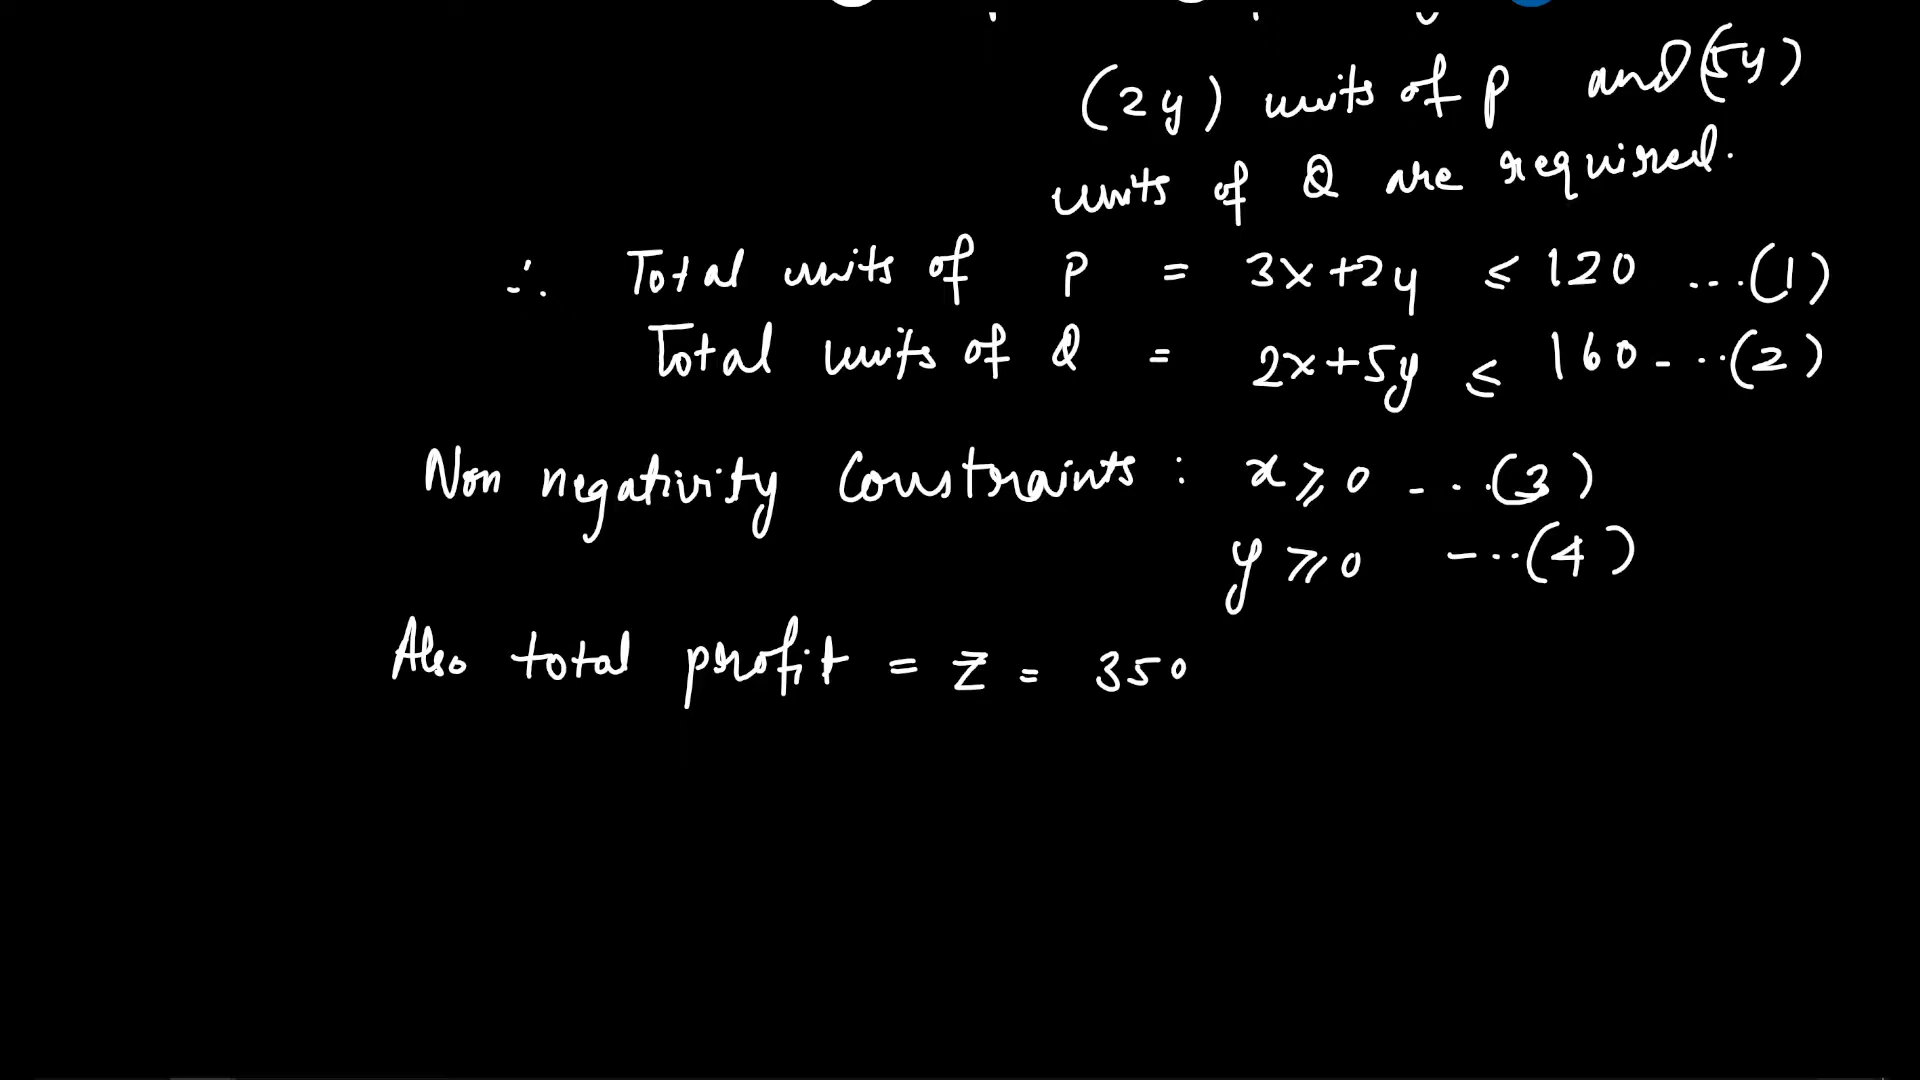 (2y) units of p and (5y)
units of Q are required.
∴ Total units of P = 3x+2y ≤ 120 ...(1)
Total units of Q = 2x+5y ≤ 160 ...(2)
Non negativity Constraints : x ≥ 0 ...(3)
y ≥ 0 ...(4)
Also total profit = Z = 350